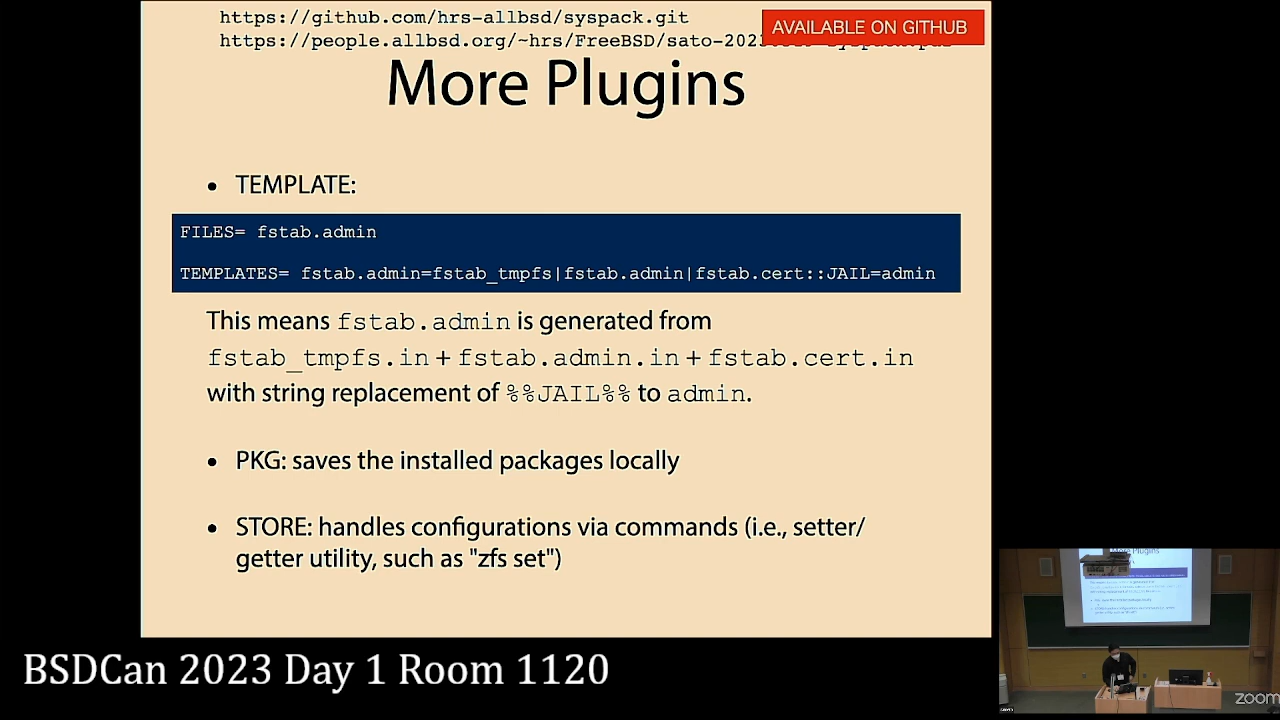 https://github.com/hrs-allbsd/syspack.git
AVAILABLE ON GITHUB
https://people.allbsd.org/~hrs/FreeBSD/sato-202
More Plugins
• TEMPLATE:
FILES= fstab.admin
TEMPLATES= fstab.admin=fstab_tmpfs|fstab.admin|fstab.cert::JAIL=admin
This means fstab.admin is generated from
fstab_tmpfs.in + fstab.admin.in + fstab.cert.in
with string replacement of %%JAIL%% to admin.
• PKG: saves the installed packages locally
• STORE: handles configurations via commands (i.e., setter/
getter utility, such as "zfs set")
More Plugins
BSDCan 2023 Day 1 Room 1120
zoom